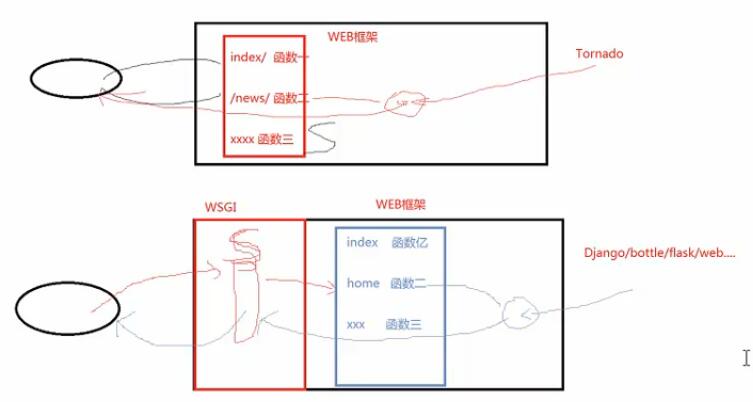 WEB框架
index/ 函数一
Tornado
/news/ 函数二
xxxx 函数三
WSGI
WEB框架
index 函数亿
Django/bottle/flask/web....
home 函数二
xxx 函数三